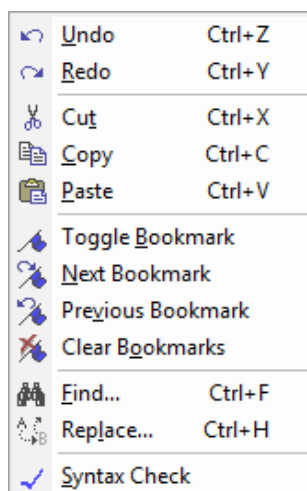 Undo Ctrl+Z
Redo Ctrl+Y
Cut Ctrl+X
Copy Ctrl+C
Paste Ctrl+V
Toggle Bookmark
Next Bookmark
Previous Bookmark
Clear Bookmarks
Find... Ctrl+F
Replace... Ctrl+H
Syntax Check